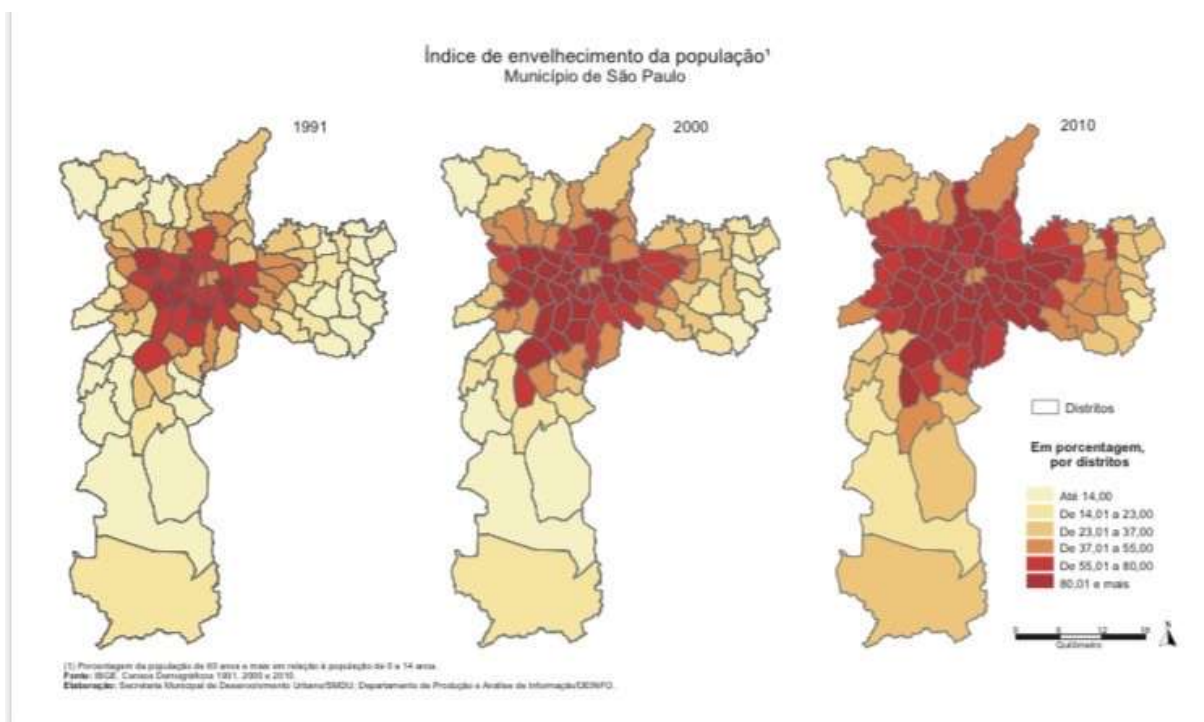 Índice de envelhecimento da população¹
Município de São Paulo
1991
2000
2010
Distritos
Em porcentagem,
por distritos
Até 14,00
De 14,01 a 23,00
De 23,01 a 37,00
De 37,01 a 55,00
De 55,01 a 80,00
80,01 e mais
N
Quilômetro
(1) Porcentagem da população de 60 anos e mais em relação à população de 0 e 14 anos.
Fonte: IBGE. Censos Demográficos 1991, 2000 e 2010.
Elaboração: Secretaria Municipal de Desenvolvimento Urbano/SMDU; Departamento de Produção e Análise de Informação/DEINFO.